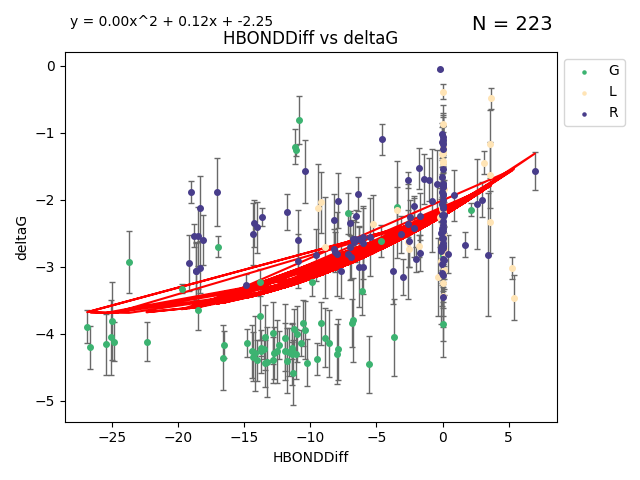 y = 0.00x^2 + 0.12x + -2.25
N = 223
HBONDDiff vs deltaG
G
L
R
deltaG
0
−1
−2
−3
−4
−5
−25 −20 −15 −10 −5 0 5
HBONDDiff